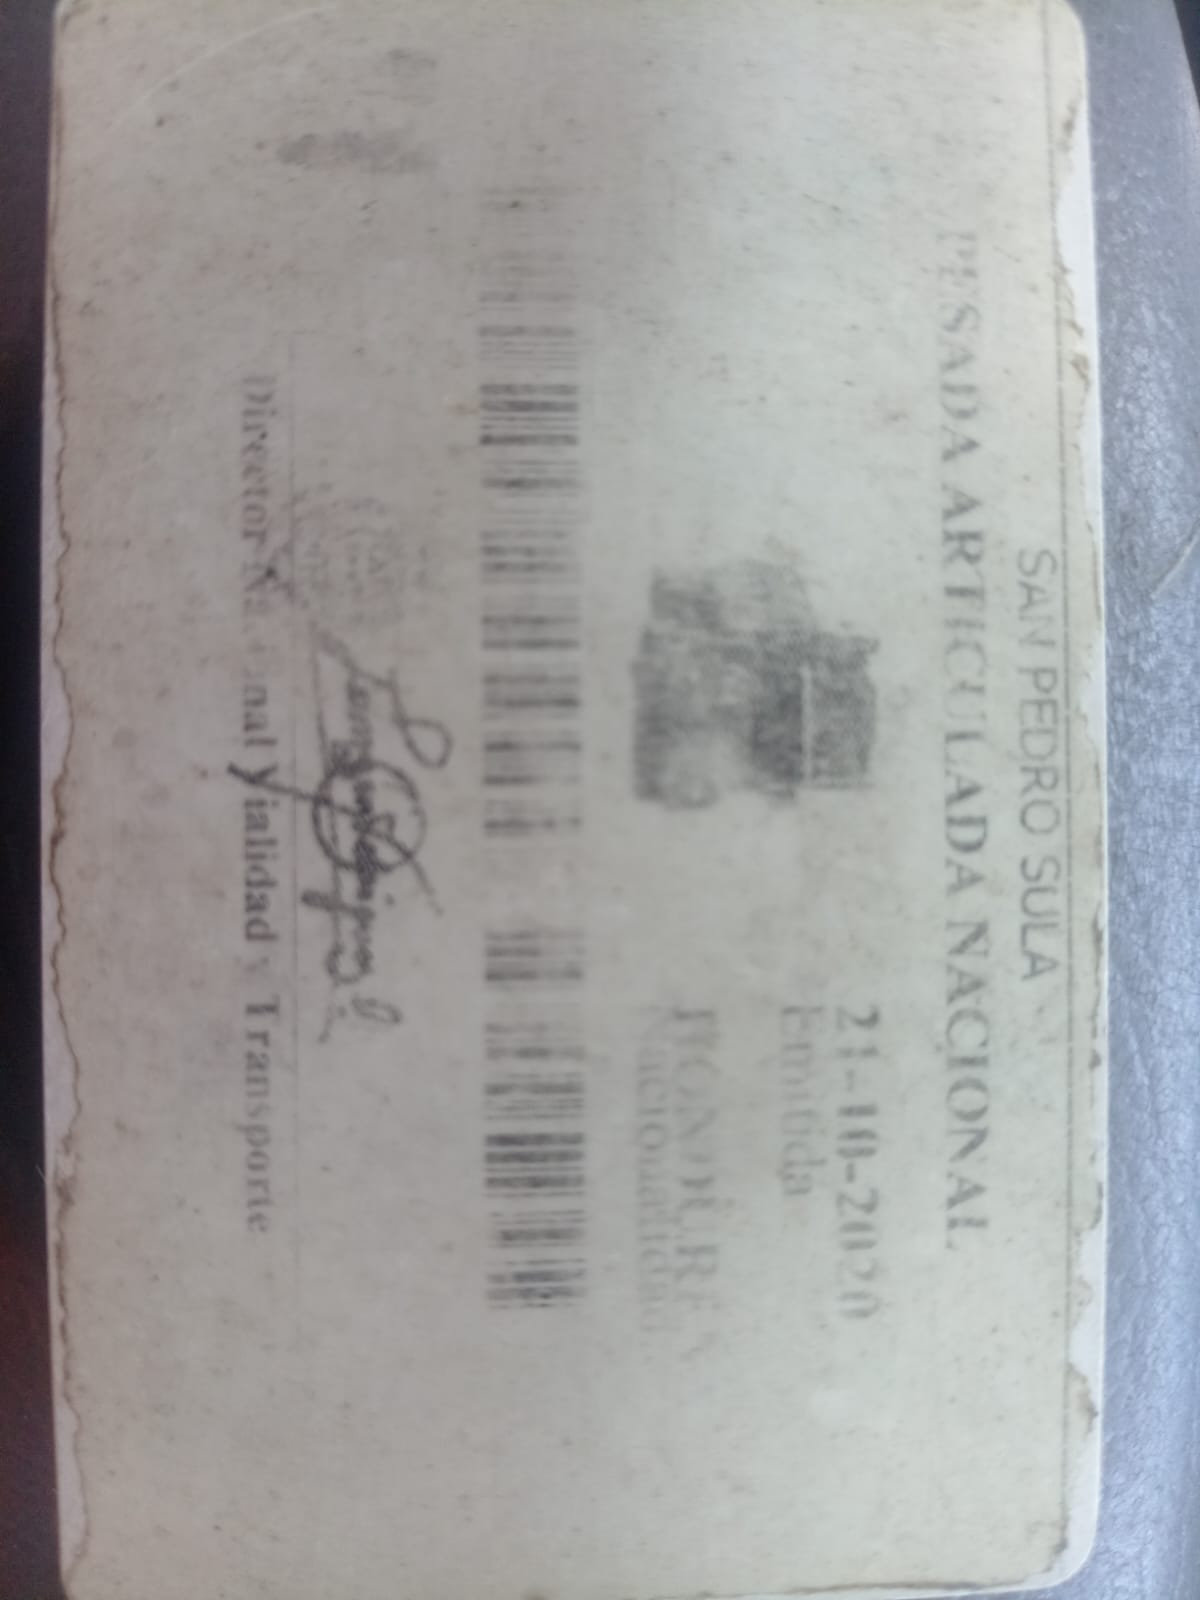 SAN PEDRO SULA
PESADA ARTICULADA NACIONAL
21-10-2020
Emitida
HONDUREÑA
Nacionalidad
Director Nacional Vialidad y Transporte